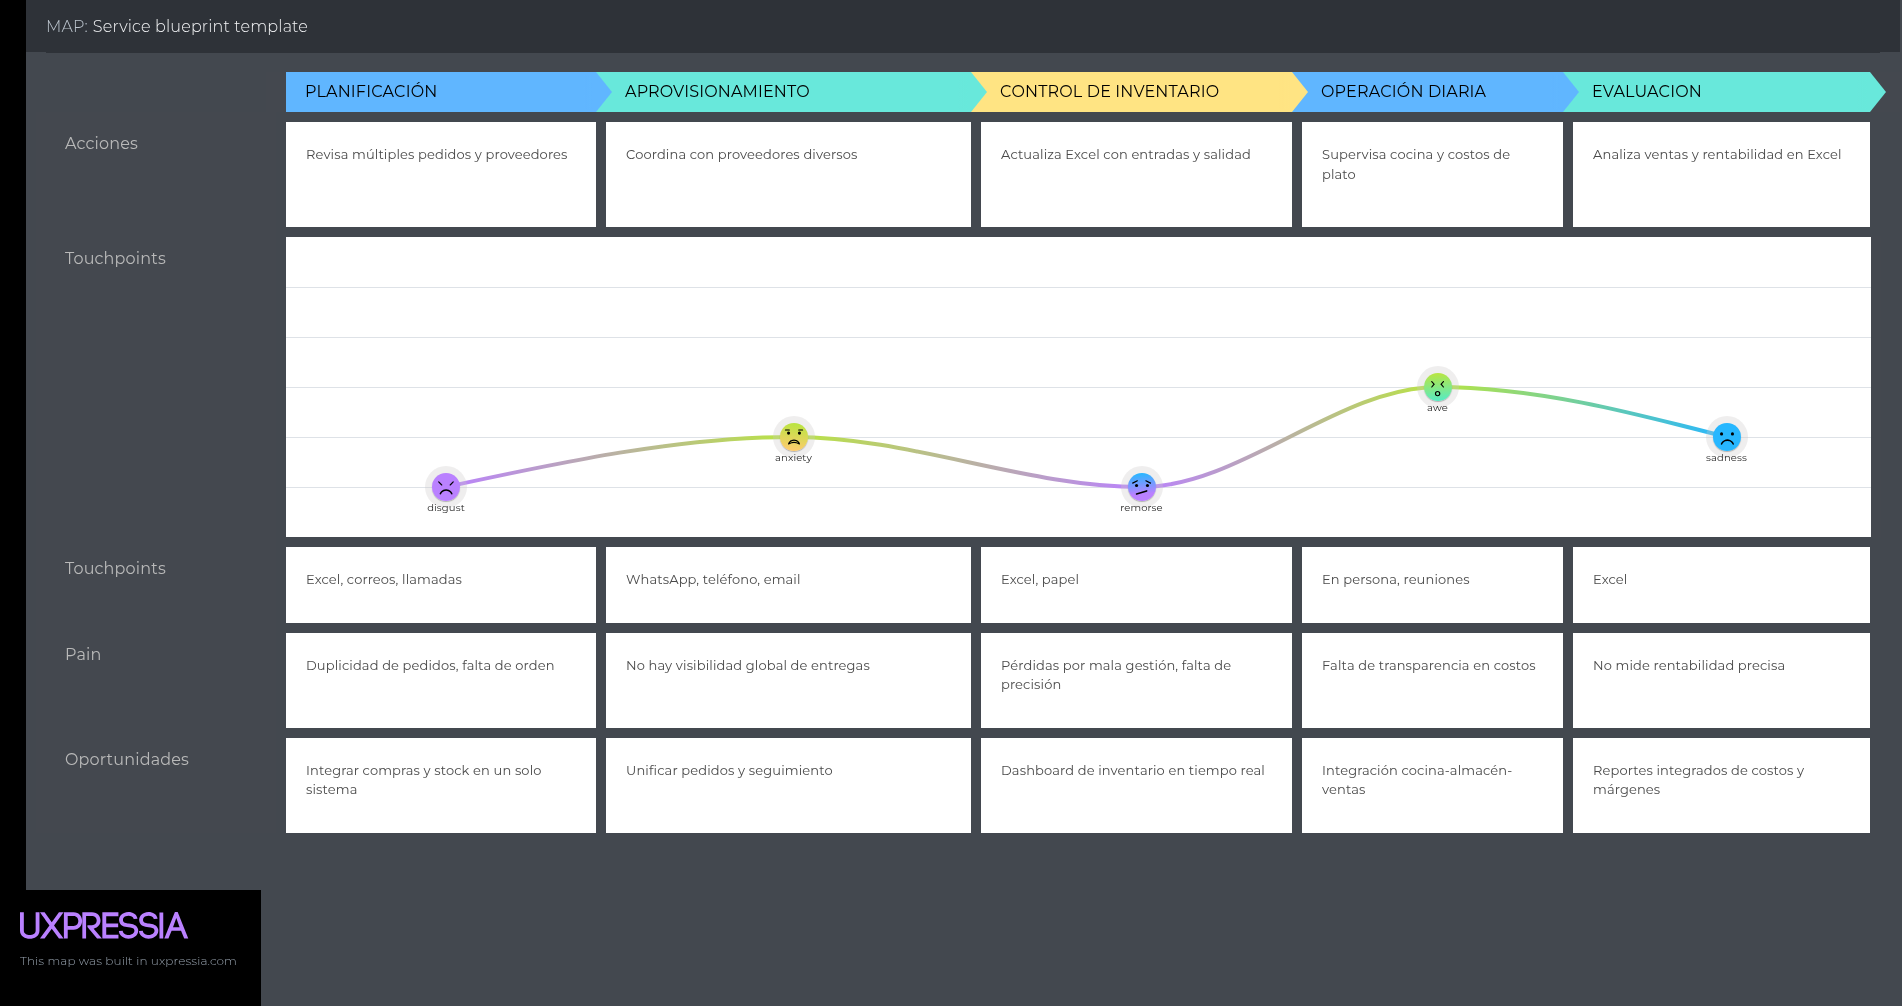 MAP: Service blueprint template
PLANIFICACIÓN
APROVISIONAMIENTO
CONTROL DE INVENTARIO
OPERACIÓN DIARIA
EVALUACION
Acciones
Revisa múltiples pedidos y proveedores
Coordina con proveedores diversos
Actualiza Excel con entradas y salidad
Supervisa cocina y costos de
plato
Analiza ventas y rentabilidad en Excel
Touchpoints
disgust
anxiety
remorse
awe
sadness
Touchpoints
Excel, correos, llamadas
WhatsApp, teléfono, email
Excel, papel
En persona, reuniones
Excel
Pain
Duplicidad de pedidos, falta de orden
No hay visibilidad global de entregas
Pérdidas por mala gestión, falta de
precisión
Falta de transparencia en costos
No mide rentabilidad precisa
Oportunidades
Integrar compras y stock en un solo
sistema
Unificar pedidos y seguimiento
Dashboard de inventario en tiempo real
Integración cocina-almacén-
ventas
Reportes integrados de costos y
márgenes
UXPRESSIA
This map was built in uxpressia.com